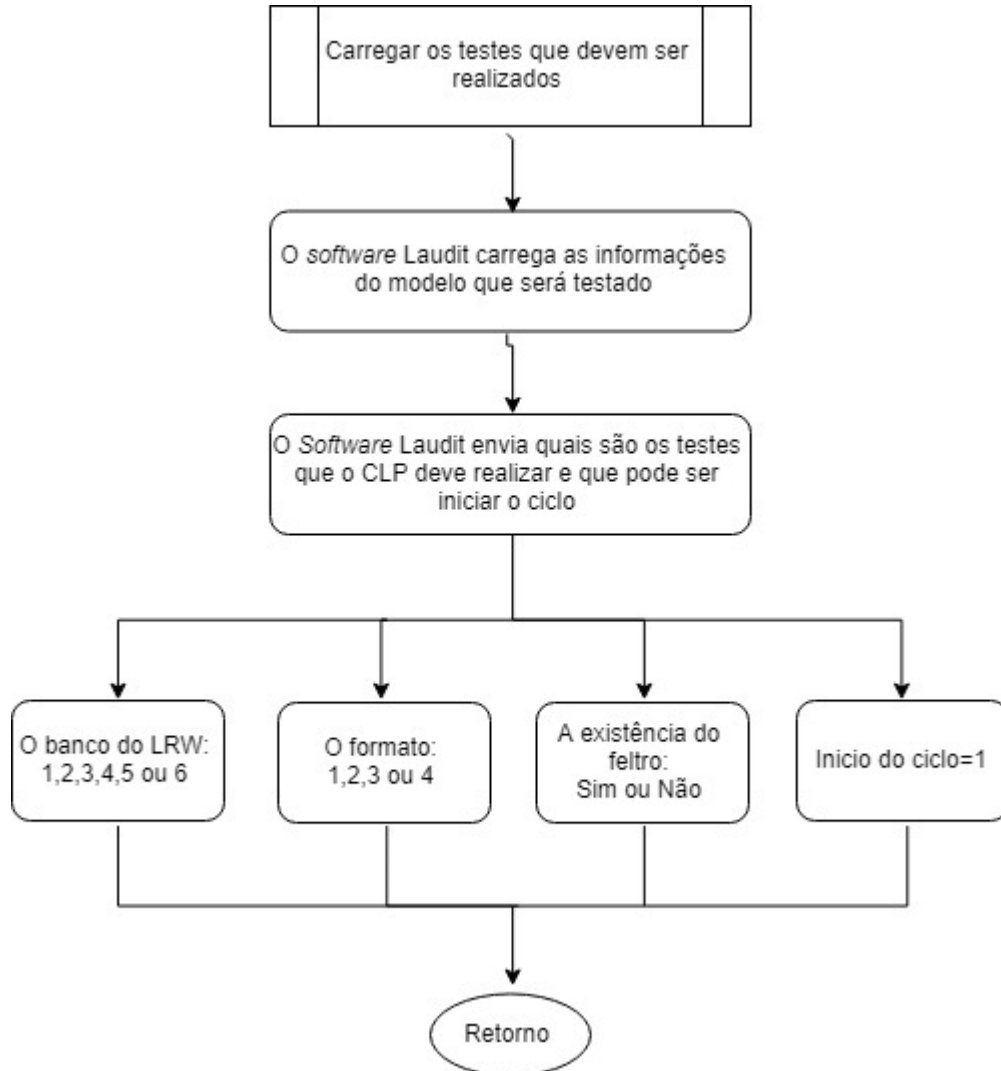 Carregar os testes que devem ser
realizados
O software Laudit carrega as informações
do modelo que será testado
O Software Laudit envia quais são os testes
que o CLP deve realizar e que pode ser
iniciar o ciclo
O banco do LRW:
1,2,3,4,5 ou 6
O formato:
1,2,3 ou 4
A existência do
feltro:
Sim ou Não
Inicio do ciclo=1
Retorno